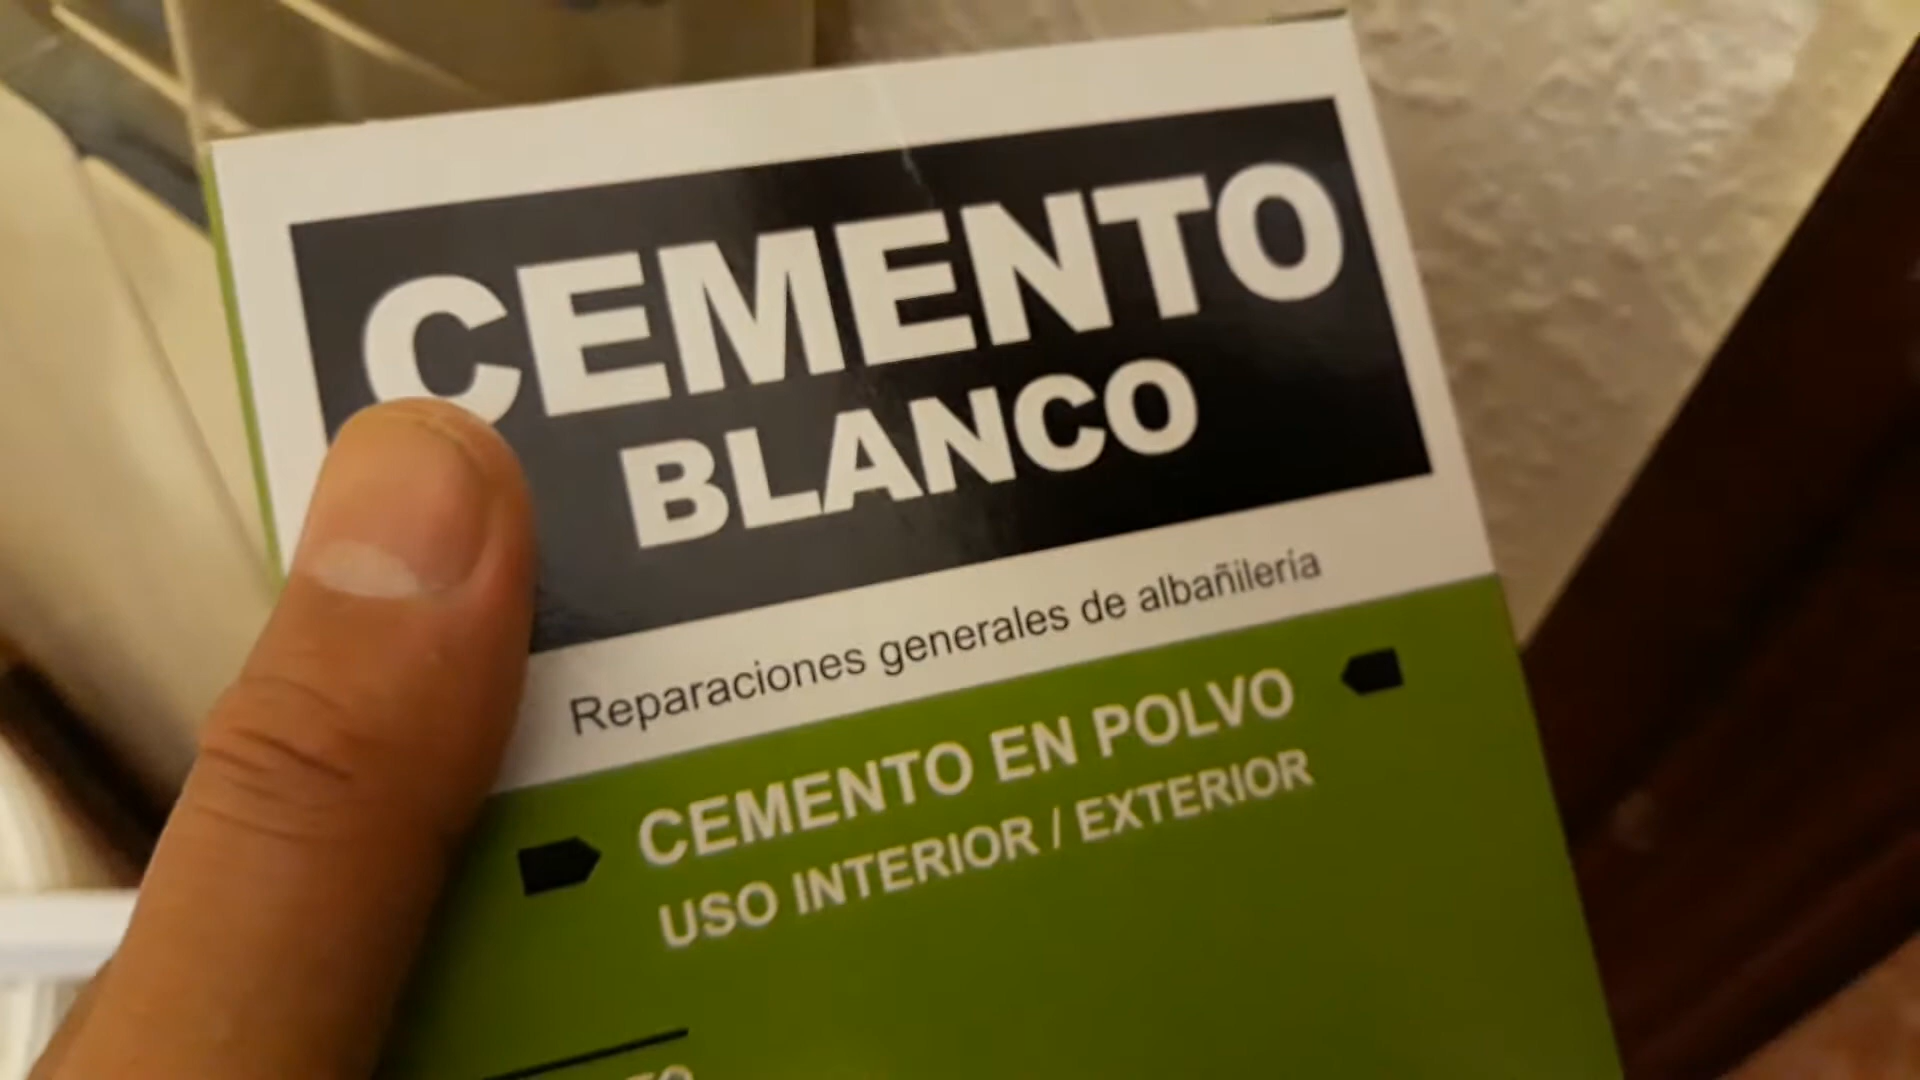 CEMENTO
BLANCO
Reparaciones generales de albañilería
CEMENTO EN POLVO
USO INTERIOR / EXTERIOR